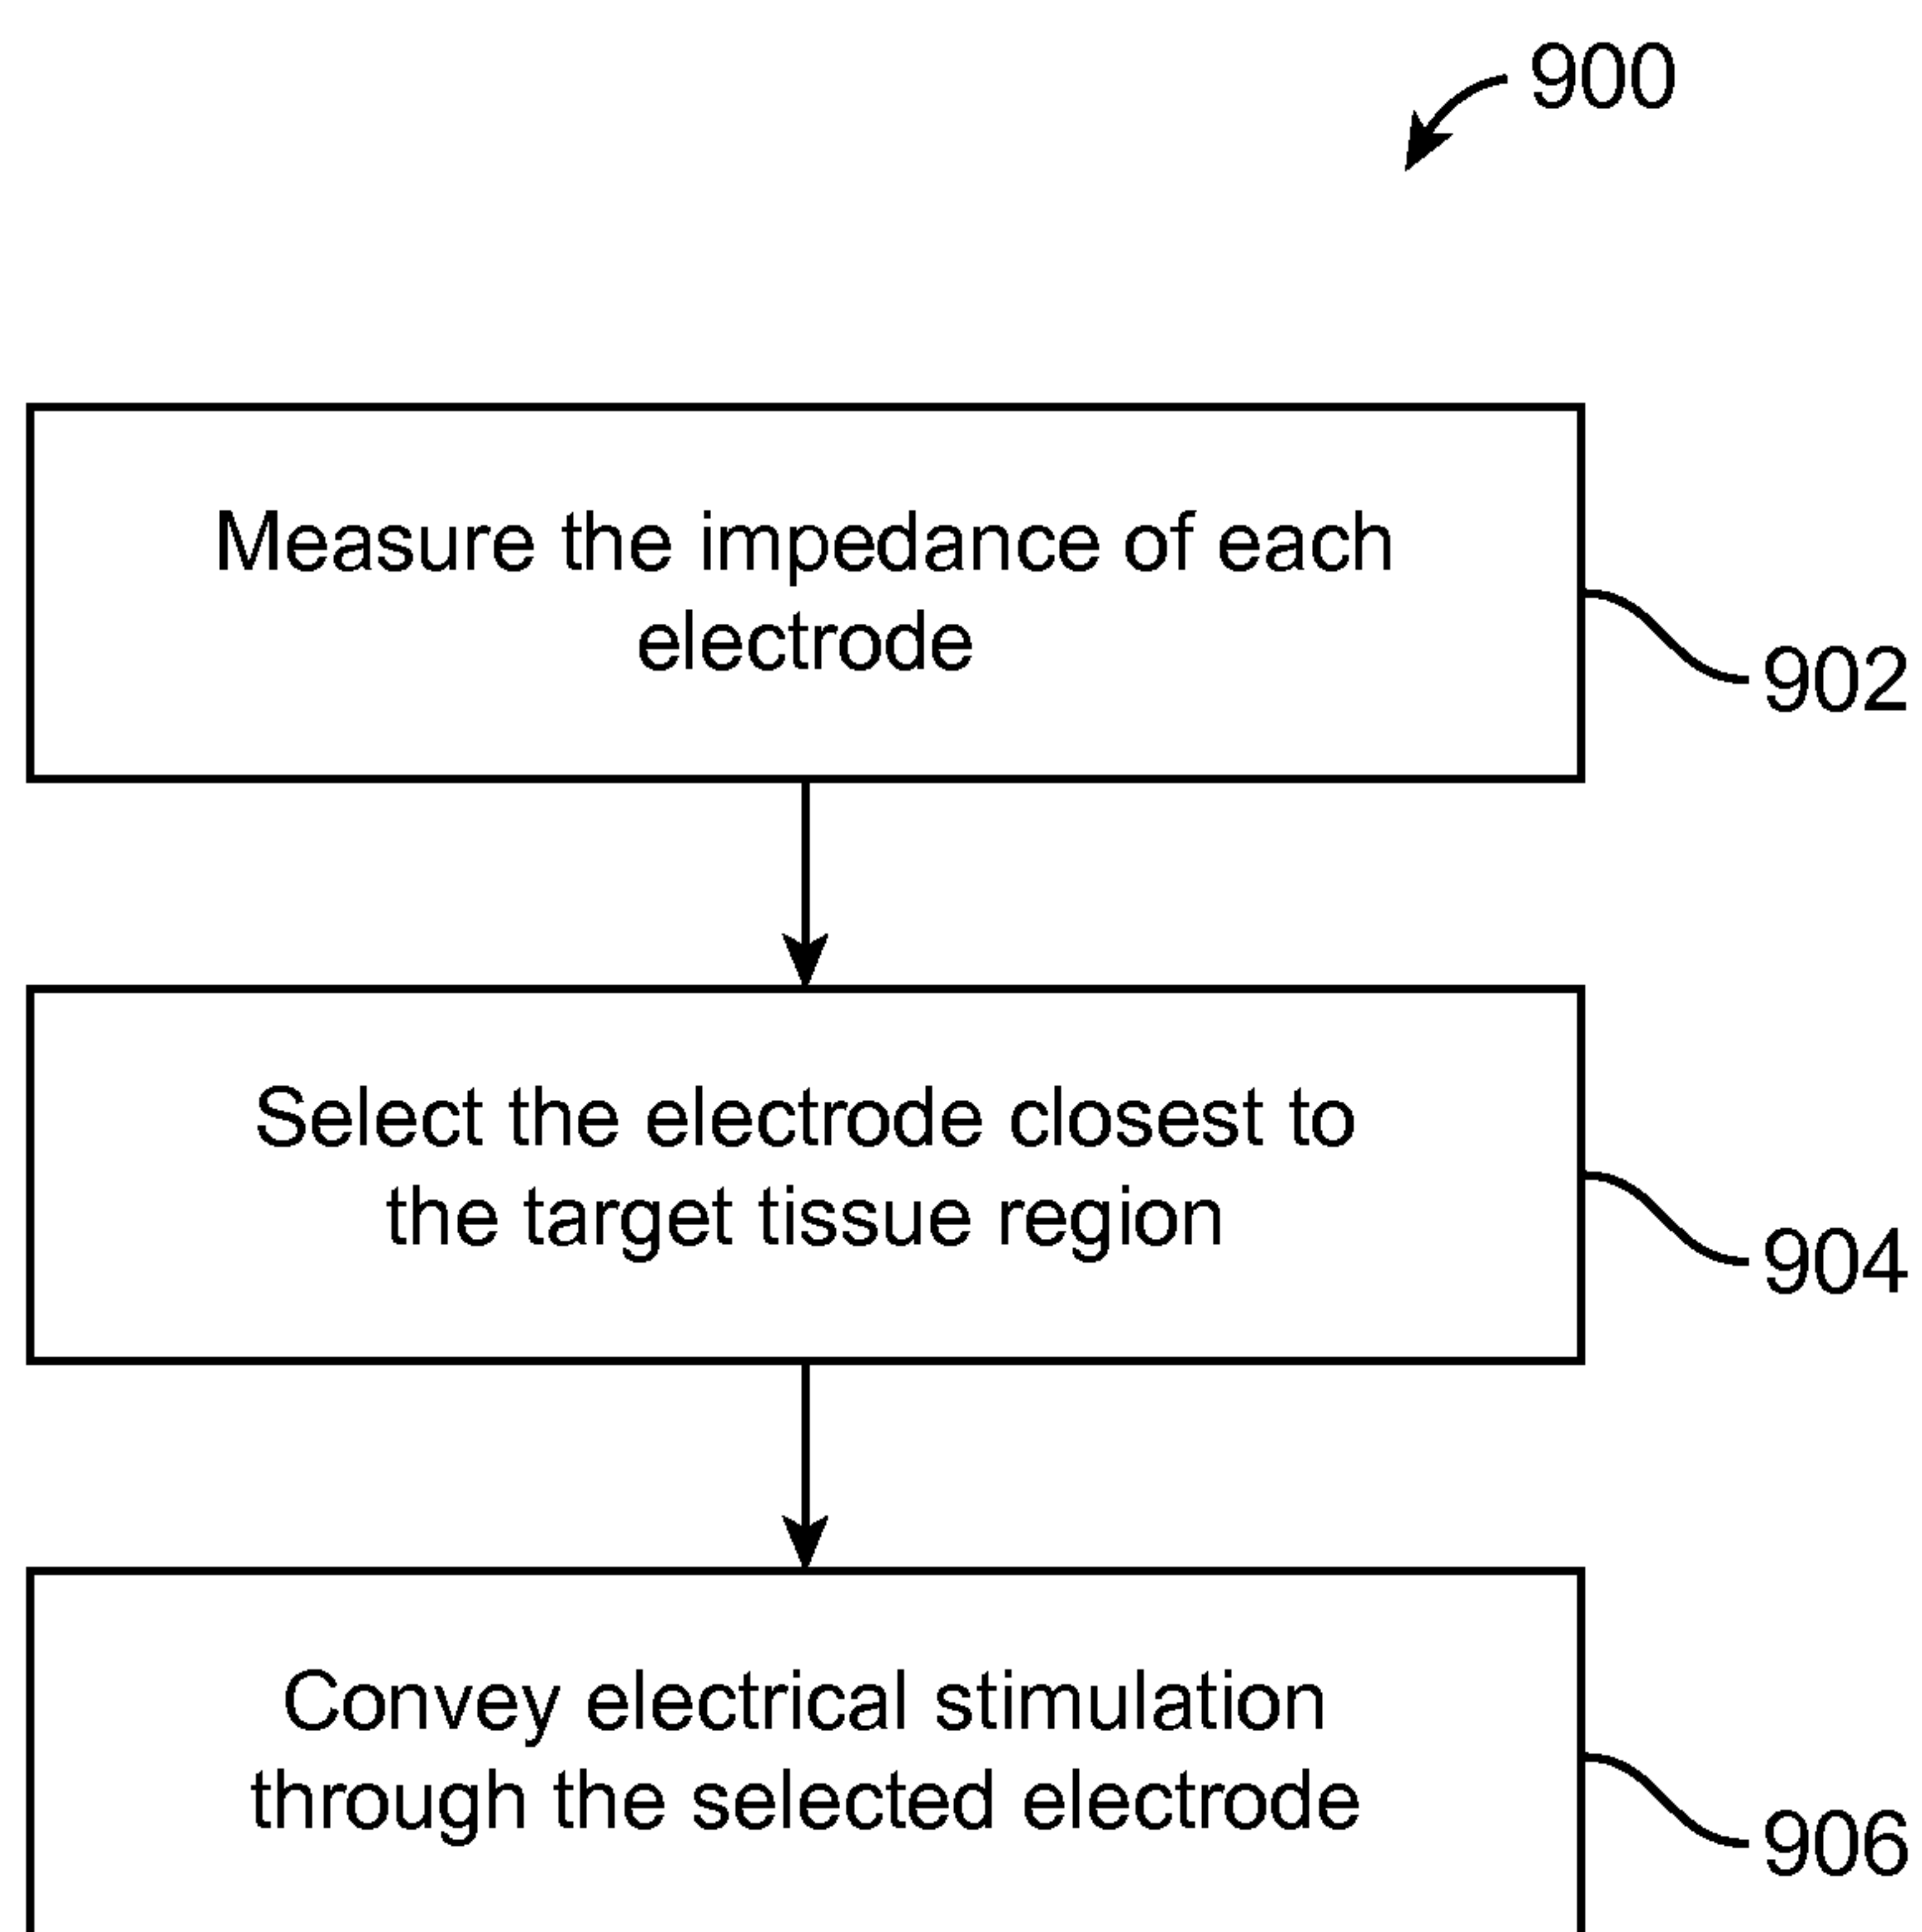 900
Measure the impedance of each
electrode
902
Select the electrode closest to
the target tissue region
904
Convey electrical stimulation
through the selected electrode
906